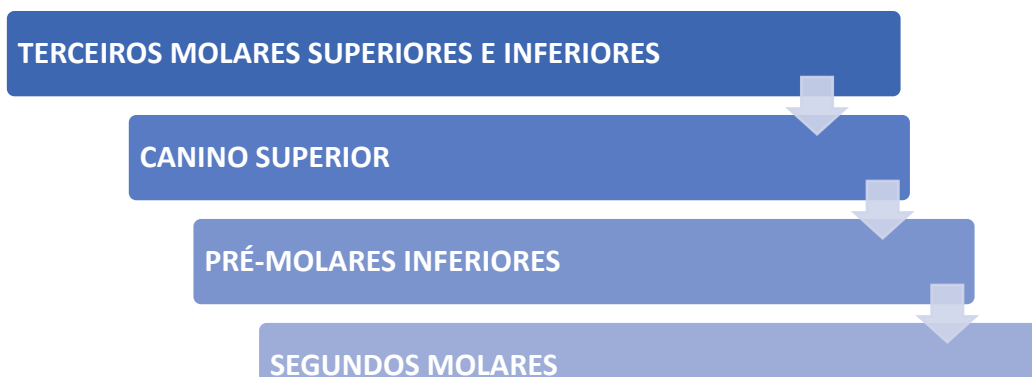 TERCEIROS MOLARES SUPERIORES E INFERIORES
CANINO SUPERIOR
PRÉ-MOLARES INFERIORES
SEGUNDOS MOLARES